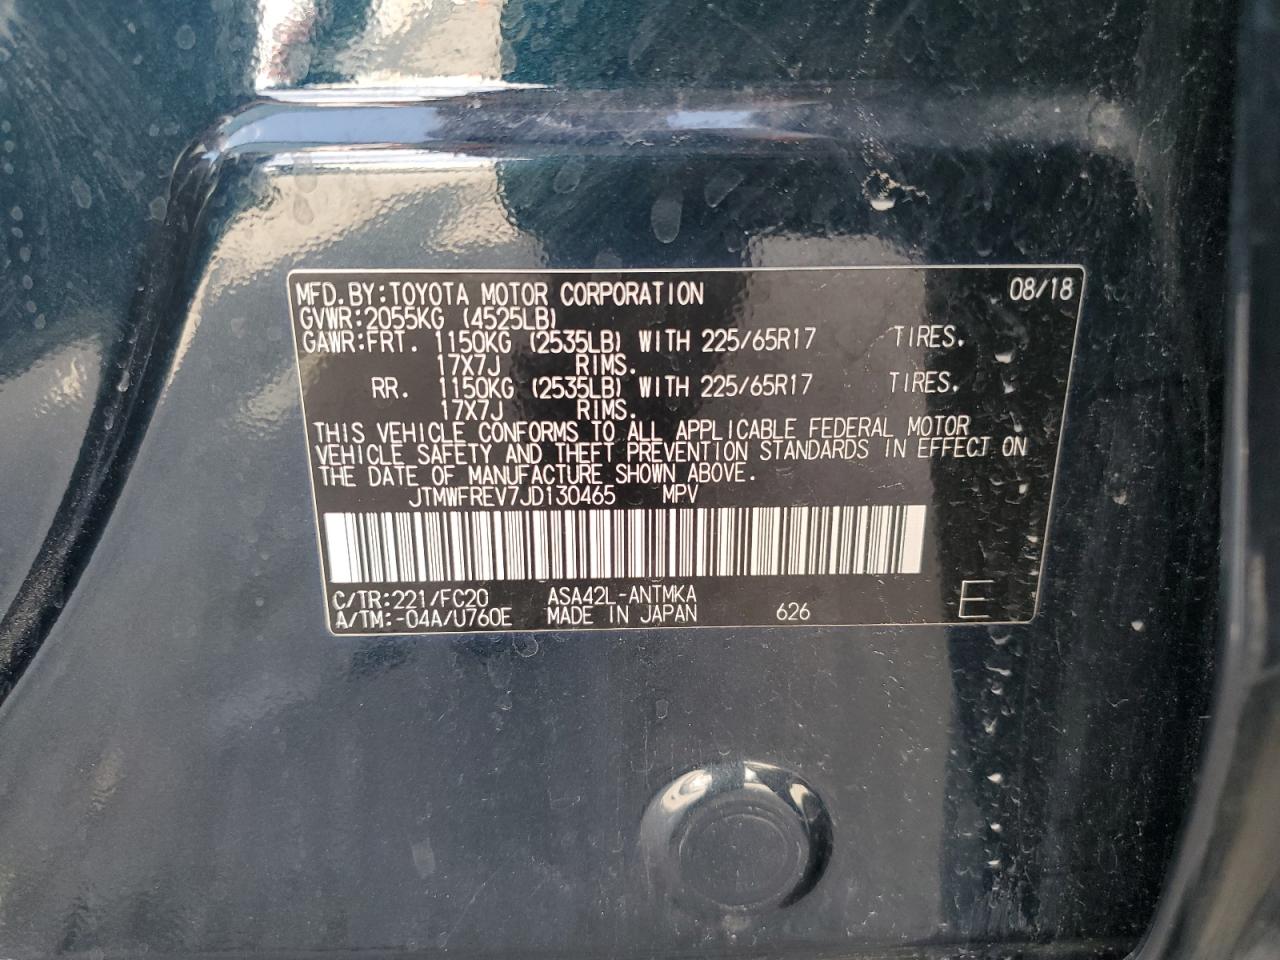 MFD.BY:TOYOTA MOTOR CORPORATION 08/18
GVWR:2055KG (4525LB)
GAWR:FRT. 1150KG (2535LB) WITH 225/65R17 TIRES.
17X7J RIMS.
RR. 1150KG (2535LB) WITH 225/65R17 TIRES.
17X7J RIMS.
THIS VEHICLE CONFORMS TO ALL APPLICABLE FEDERAL MOTOR
VEHICLE SAFETY AND THEFT PREVENTION STANDARDS IN EFFECT ON
THE DATE OF MANUFACTURE SHOWN ABOVE.
JTMWFREV7JD130465 MPV
C/TR:221/FC20 ASA42L-ANTMKA
A/TM:-04A/U760E MADE IN JAPAN 626 E